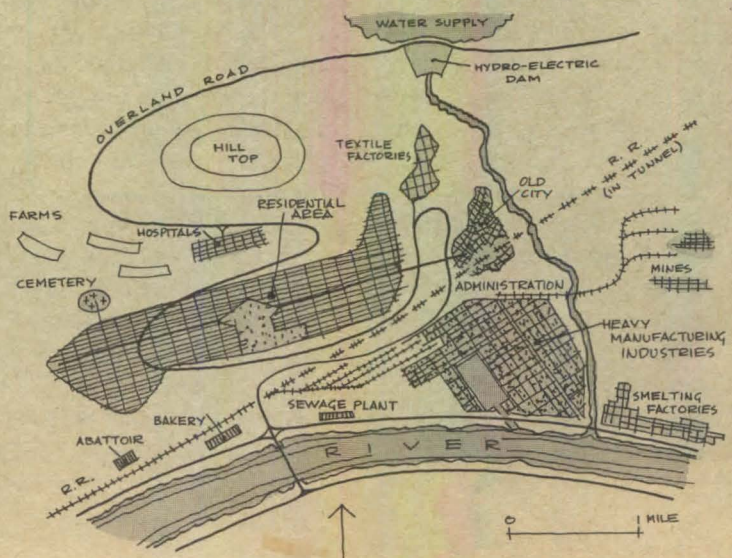 WATER SUPPLY
HYDRO-ELECTRIC
DAM
OVERLAND ROAD
HILL
TOP
TEXTILE
FACTORIES
R. R.
(IN TUNNEL)
OLD
CITY
RESIDENTIAL
AREA
FARMS
HOSPITALS
CEMETERY
ADMINISTRATION
MINES
HEAVY
MANUFACTURING
INDUSTRIES
SMELTING
FACTORIES
SEWAGE PLANT
BAKERY
ABATTOIR
R.R.
RIVER
0 1 MILE